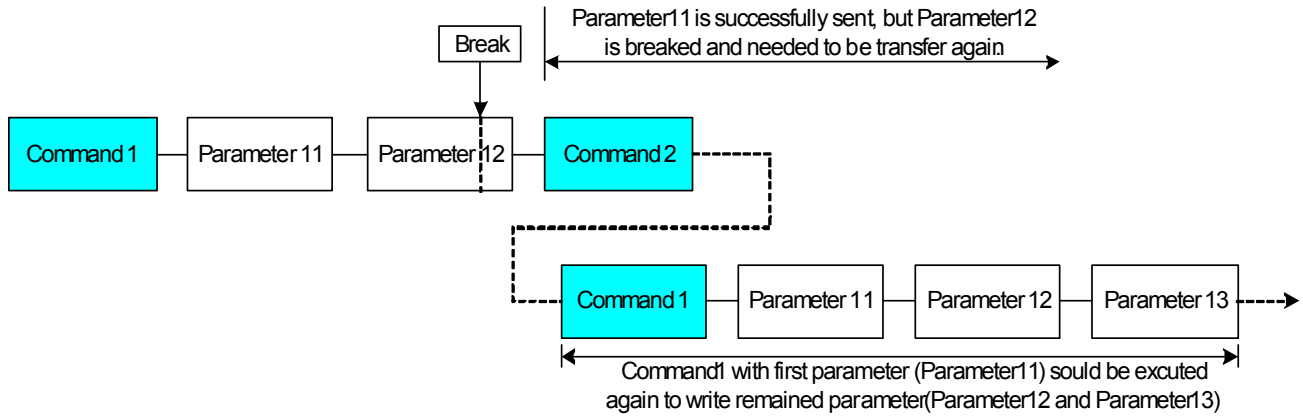 Parameter11 is successfully sent, but Parameter12
is breaked and needed to be transfer again.
Break
Command 1
Parameter 11
Parameter 12
Command 2
Command 1
Parameter 11
Parameter 12
Parameter 13
Command1 with first parameter (Parameter11) sould be excuted
again to write remained parameter(Parameter12 and Parameter13)